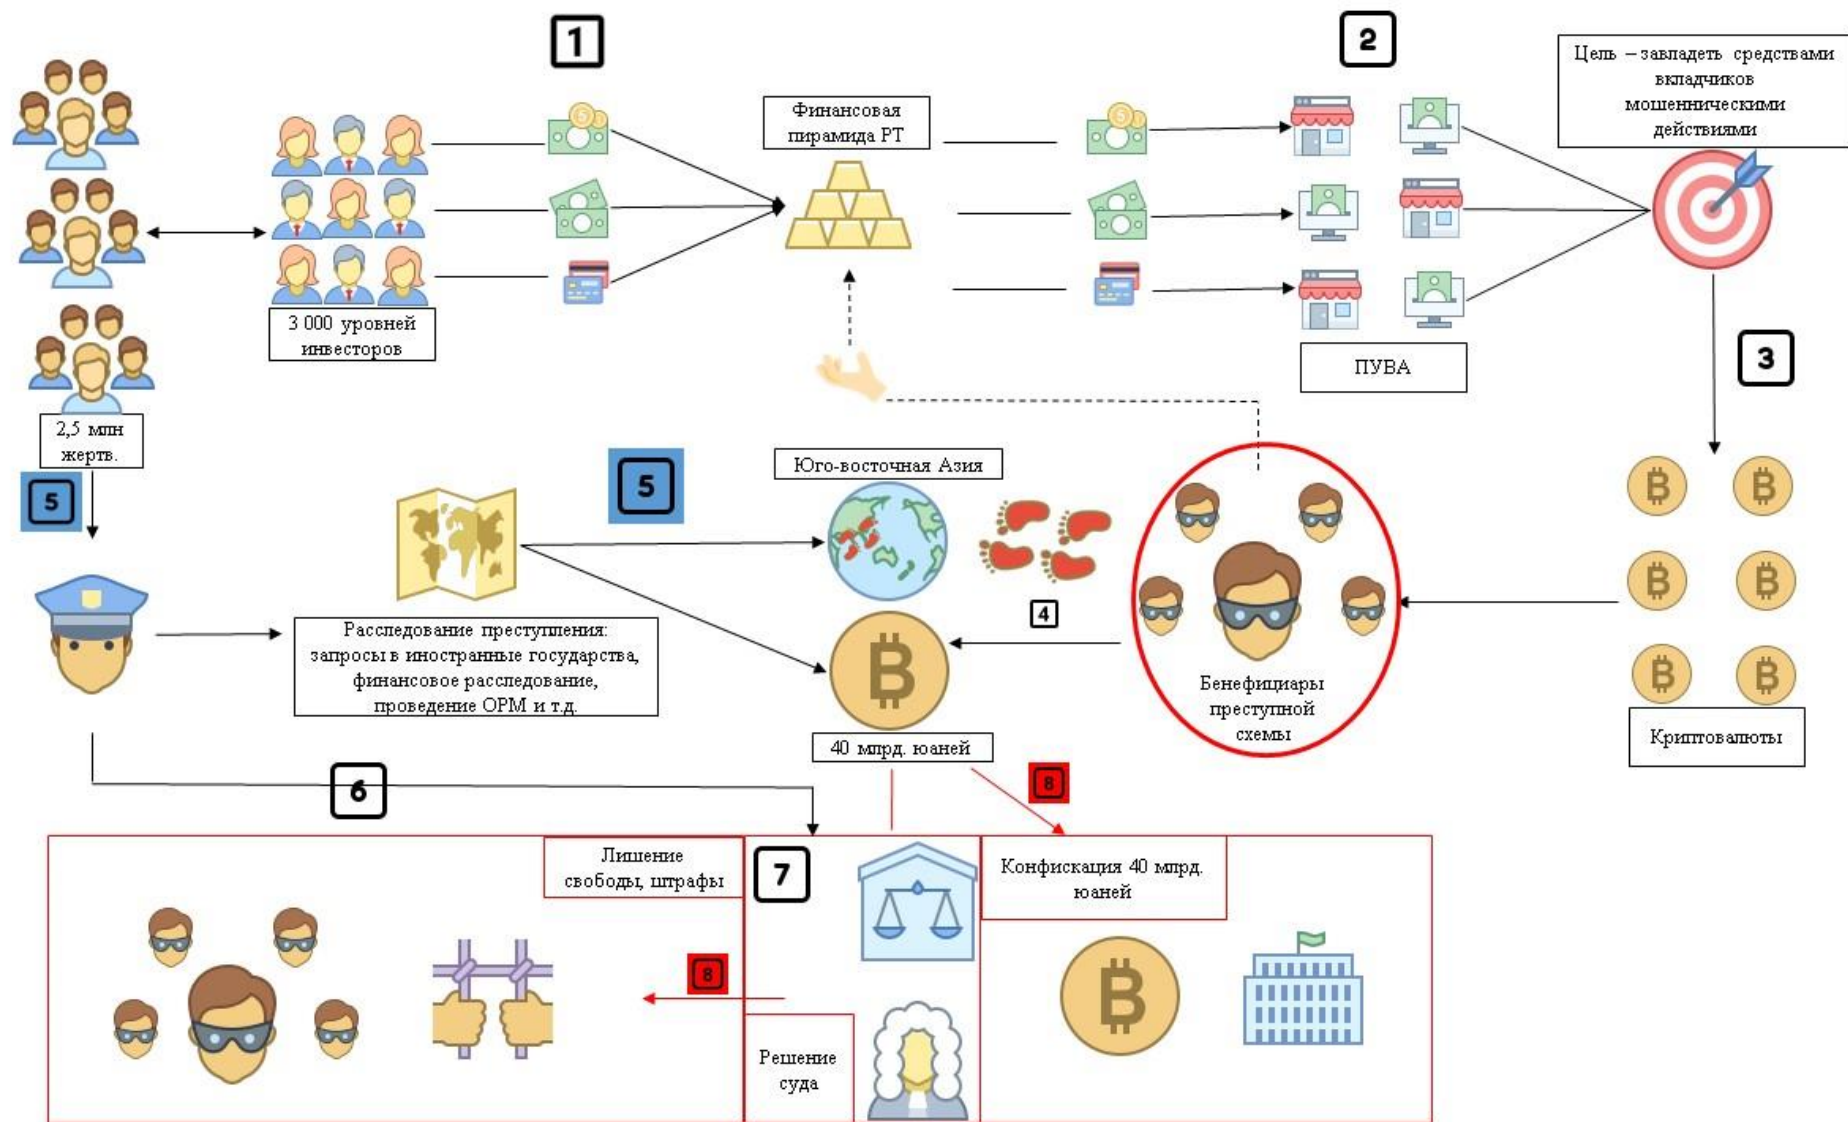 1
2
Цель – завладеть средствами
вкладчиков
мошенническими
действиями
Финансовая
пирамида РТ
3 000 уровней
инвесторов
ПУВА
3
2,5 млн
жертв.
5
5
Юго-восточная Азия
4
Расследование преступления:
запросы в иностранные государства,
финансовое расследование,
проведение ОРМ и т.д.
Бенефициары
преступной
схемы
Криптовалюты
40 млрд. юаней
6
8
Лишение
свободы, штрафы
7
Конфискация 40 млрд.
юаней
8
Решение
суда